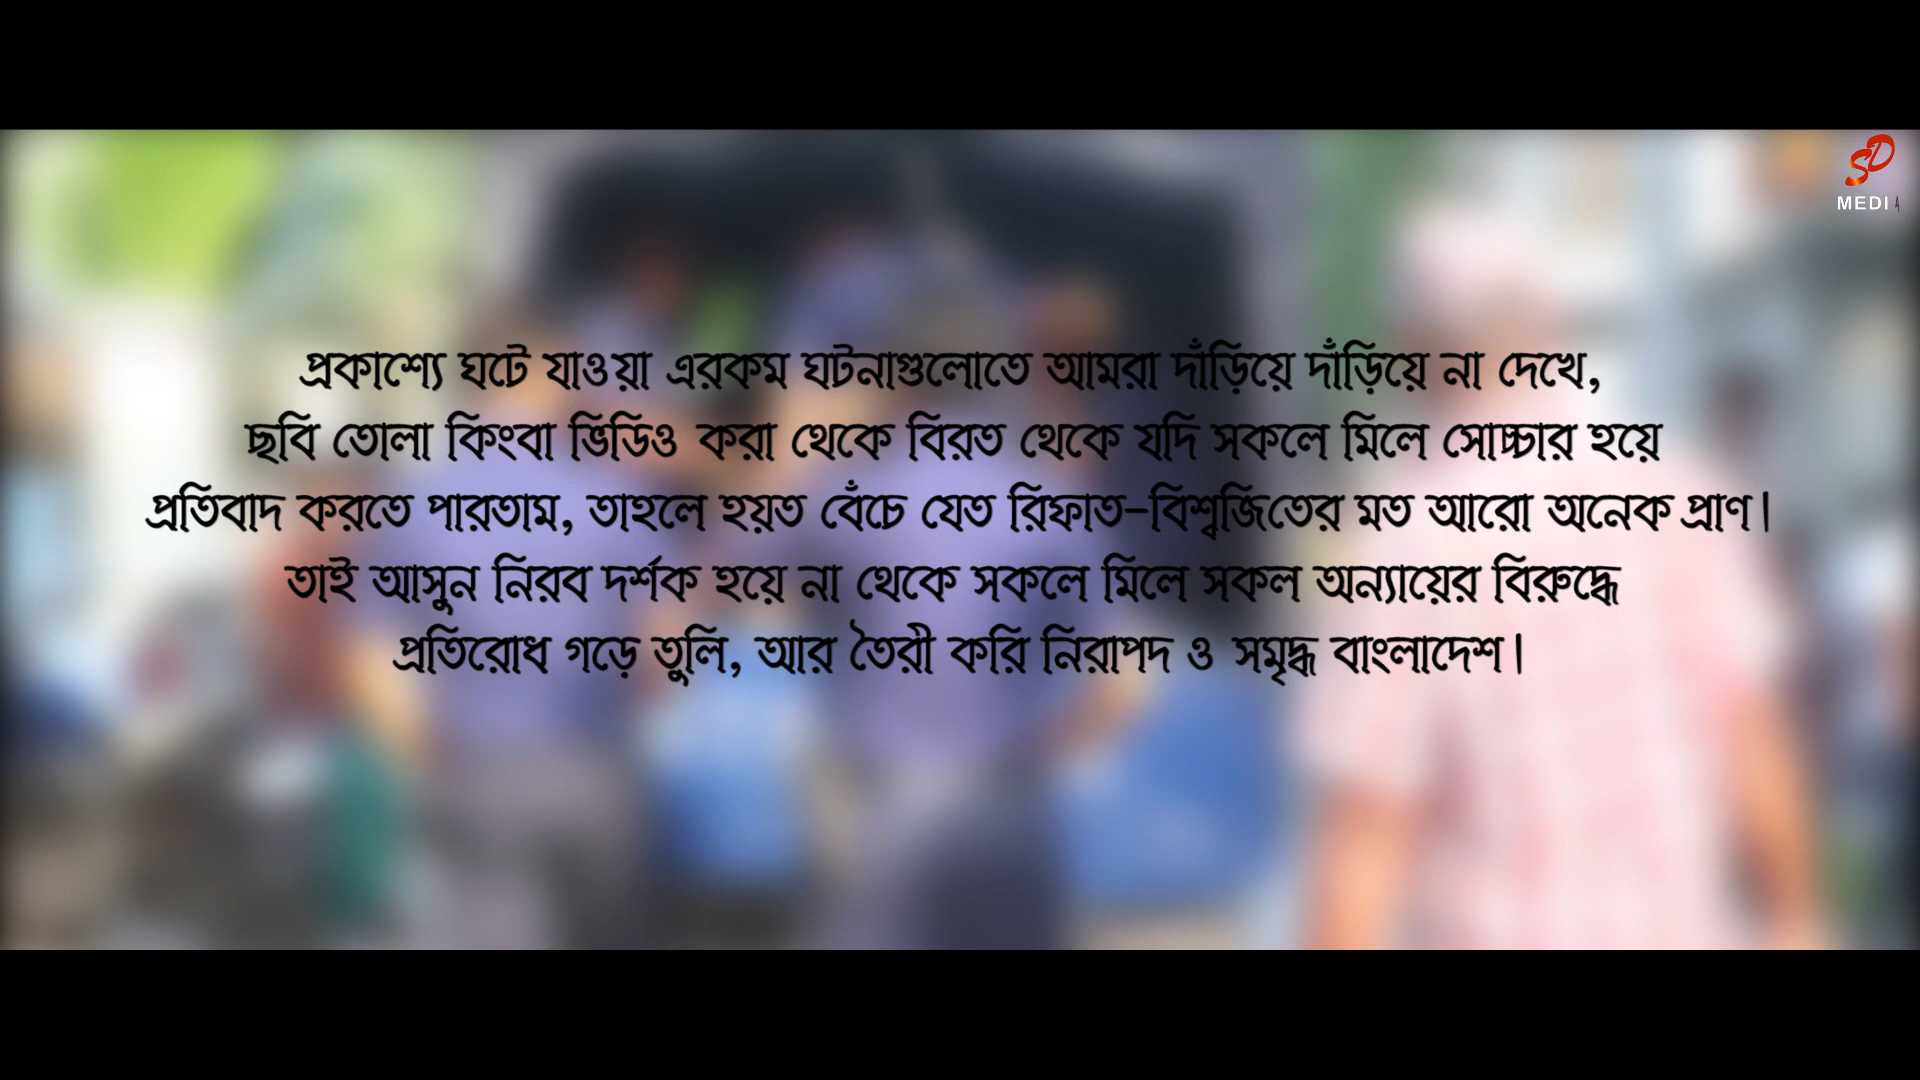 SD
MEDIA
প্রকাশ্যে ঘটে যাওয়া এরকম ঘটনাগুলোতে আমরা দাঁড়িয়ে দাঁড়িয়ে না দেখে,
ছবি তোলা কিংবা ভিডিও করা থেকে বিরত থেকে যদি সকলে মিলে সোচ্চার হয়ে
প্রতিবাদ করতে পারতাম, তাহলে হয়ত বেঁচে যেত রিফাত-বিশ্বজিতের মত আরো অনেক প্রাণ।
তাই আসুন নিরব দর্শক হয়ে না থেকে সকলে মিলে সকল অন্যায়ের বিরুদ্ধে
প্রতিরোধ গড়ে তুলি, আর তৈরী করি নিরাপদ ও সমৃদ্ধ বাংলাদেশ।